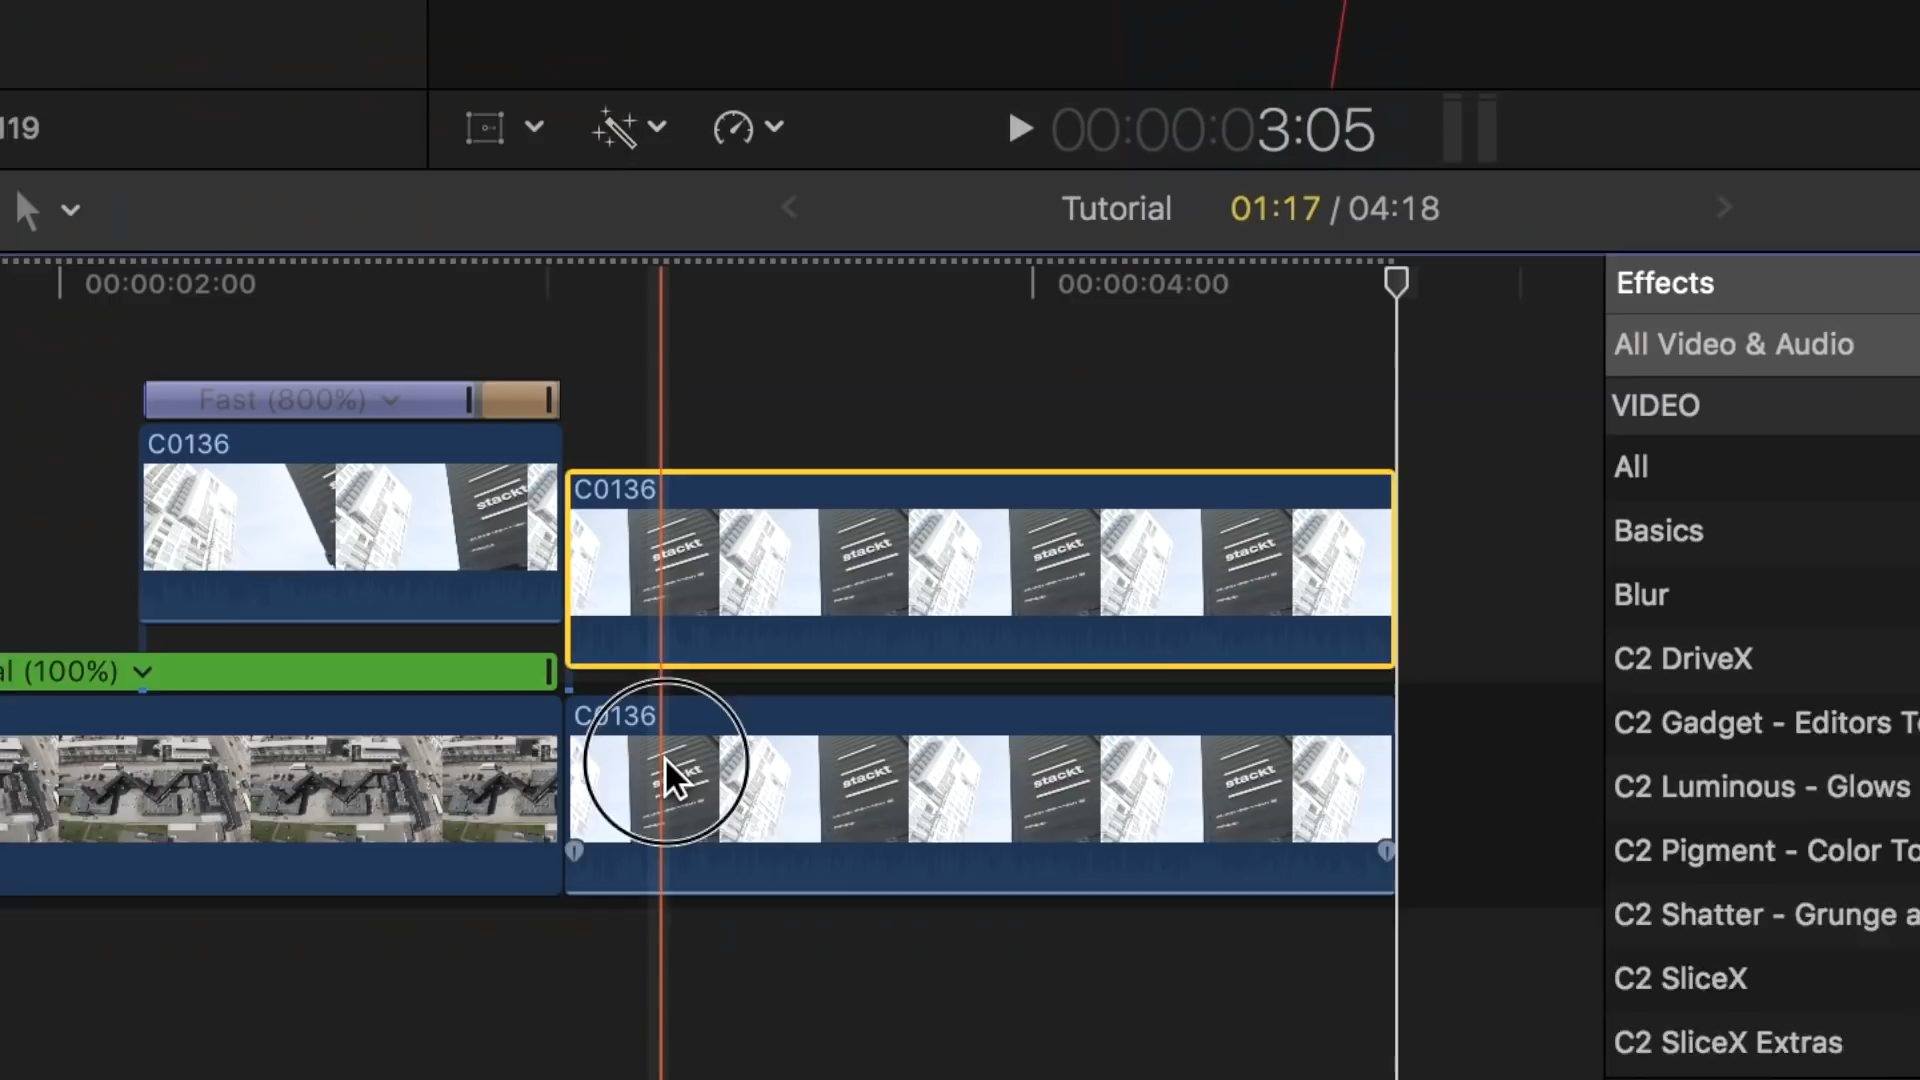 119
00:00:03:05
Tutorial 01:17 / 04:18
00:00:02:00
00:00:04:00
Effects
All Video & Audio
VIDEO
All
Basics
Blur
C2 DriveX
C2 Gadget - Editors T
C2 Luminous - Glows
C2 Pigment - Color To
C2 Shatter - Grunge a
C2 SliceX
C2 SliceX Extras
Fast (800%)
C0136
stackt
C0136
stackt stackt stackt stackt
al (100%)
C0136
stackt stackt stackt